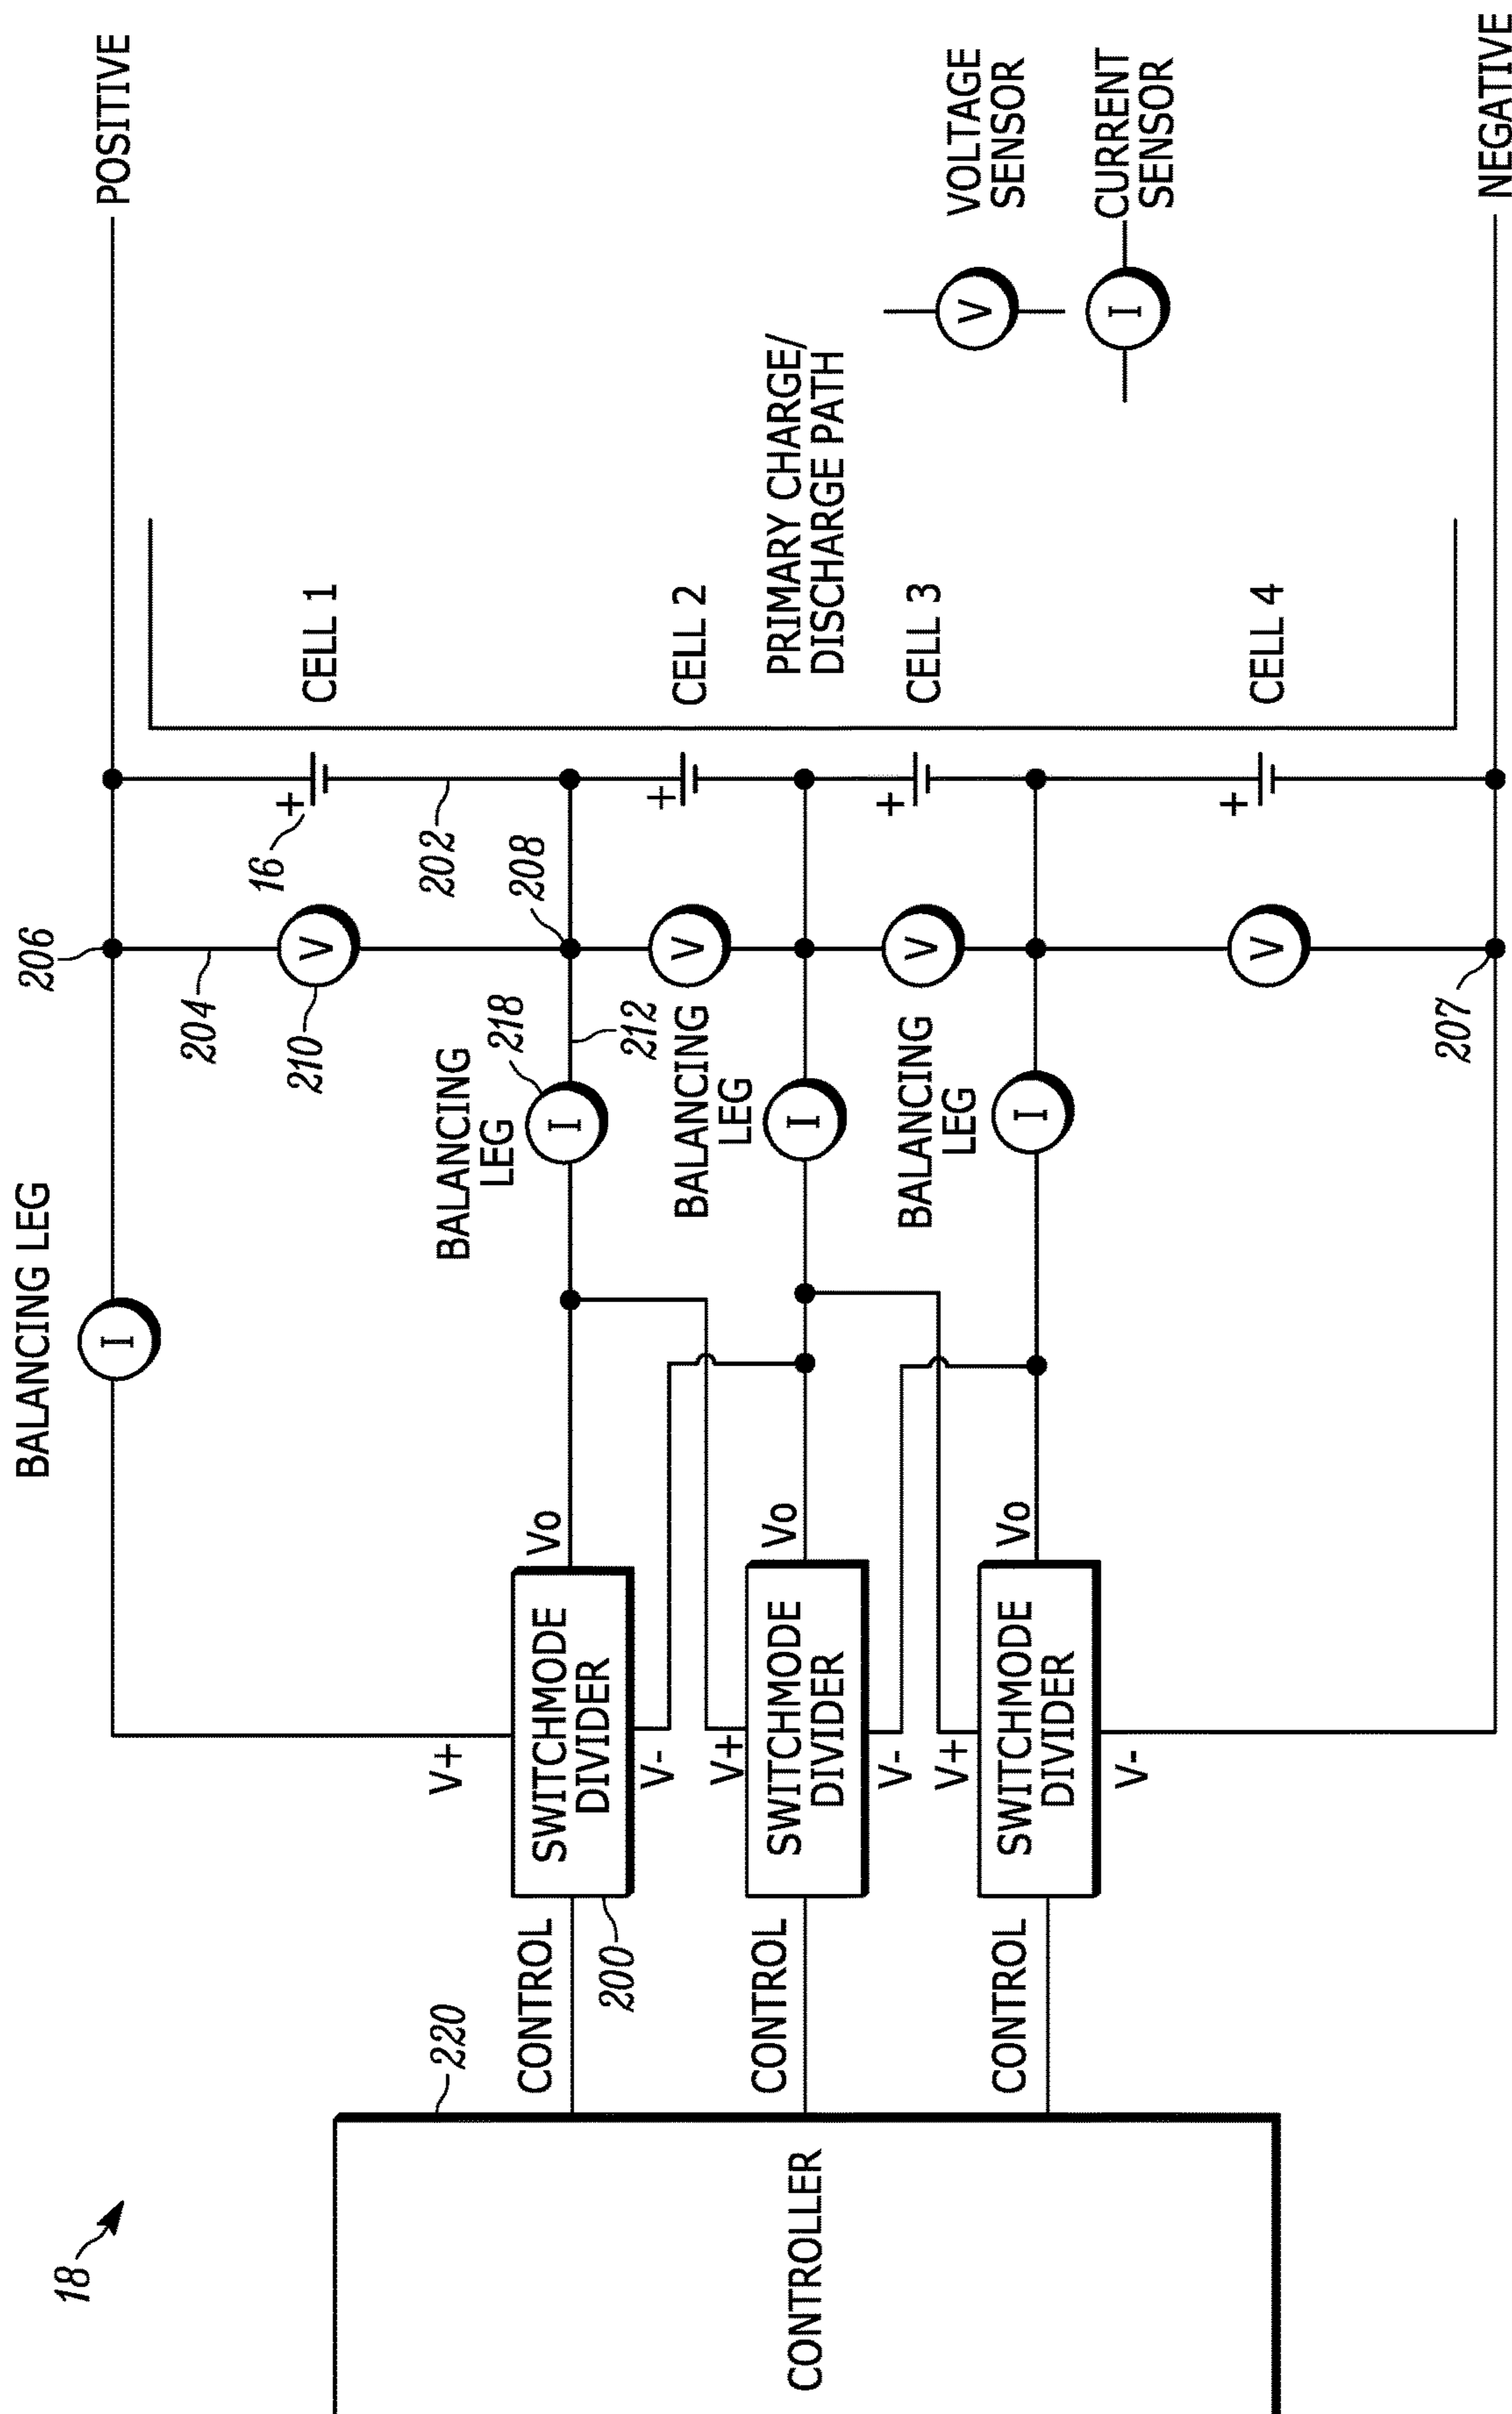 18
220
CONTROLLER
CONTROL
CONTROL
CONTROL
200
SWITCHMODE
DIVIDER
V+
V-
Vo
SWITCHMODE
DIVIDER
V+
V-
Vo
SWITCHMODE
DIVIDER
V+
V-
Vo
BALANCING LEG
I
BALANCING
LEG
I
218
212
BALANCING
LEG
I
BALANCING
LEG
I
206
204
210
V
208
V
V
V
207
16
202
+
+
+
+
CELL 1
CELL 2
PRIMARY CHARGE/
DISCHARGE PATH
CELL 3
CELL 4
POSITIVE
V
VOLTAGE
SENSOR
I
CURRENT
SENSOR
NEGATIVE